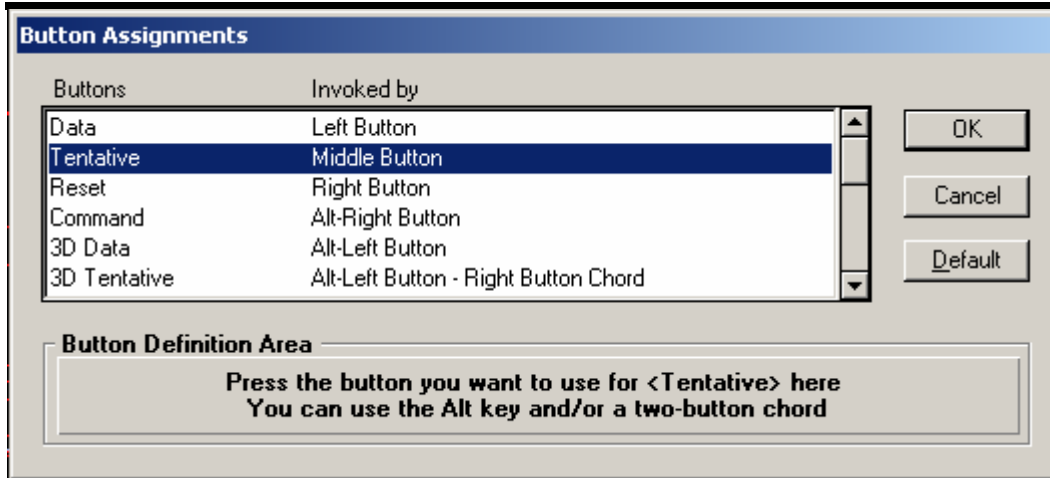 Button Assignments
Buttons Invoked by
Data Left Button
Tentative Middle Button
Reset Right Button
Command Alt-Right Button
3D Data Alt-Left Button
3D Tentative Alt-Left Button - Right Button Chord
OK
Cancel
Default
Button Definition Area
Press the button you want to use for <Tentative> here
You can use the Alt key and/or a two-button chord